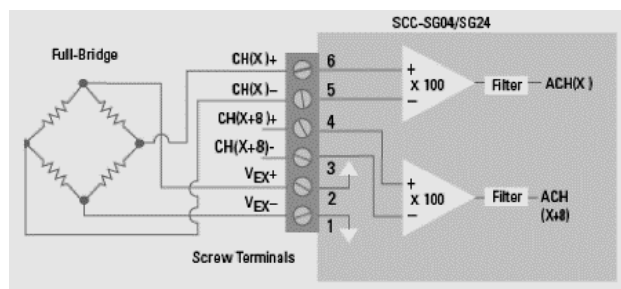 SCC-SG04/SG24
Full-Bridge
CH(X)+
6
CH(X)-
5
CH(X+8)+
4
CH(X+8)-
3
VEX+
2
VEX-
1
+
X 100
-
Filter
ACH(X)
+
X 100
-
Filter
ACH
(X+8)
Screw Terminals